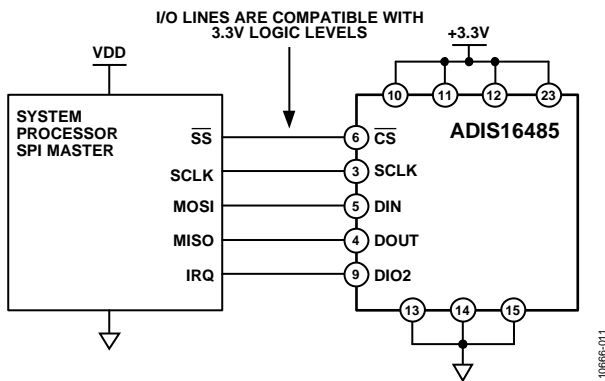 I/O LINES ARE COMPATIBLE WITH
3.3V LOGIC LEVELS
VDD
+3.3V
10
11
12
23
SYSTEM
PROCESSOR
SPI MASTER
ADIS16485
SS
6
CS
SCLK
3
SCLK
MOSI
5
DIN
MISO
4
DOUT
IRQ
9
DIO2
13
14
15
10666-011